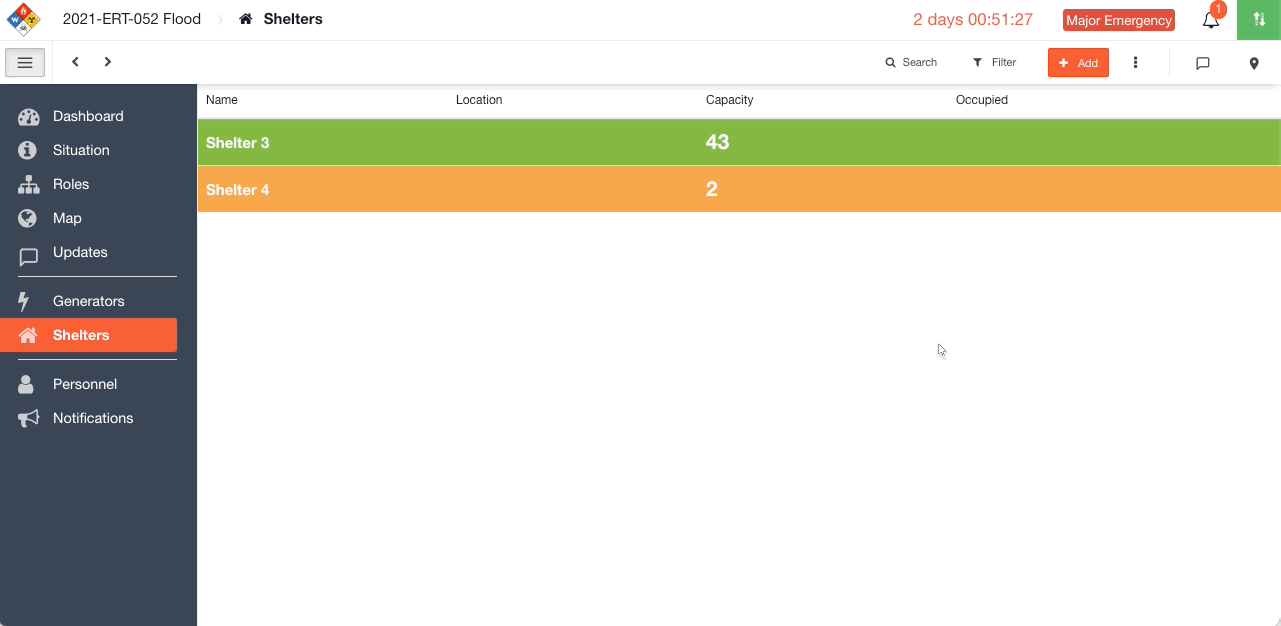 2021-ERT-052 Flood Shelters 2 days 00:51:27 Major Emergency 1
Search Filter + Add
Name Location Capacity Occupied
Dashboard
Shelter 3 43
Situation
Roles
Shelter 4 2
Map
Updates
Generators
Shelters
Personnel
Notifications